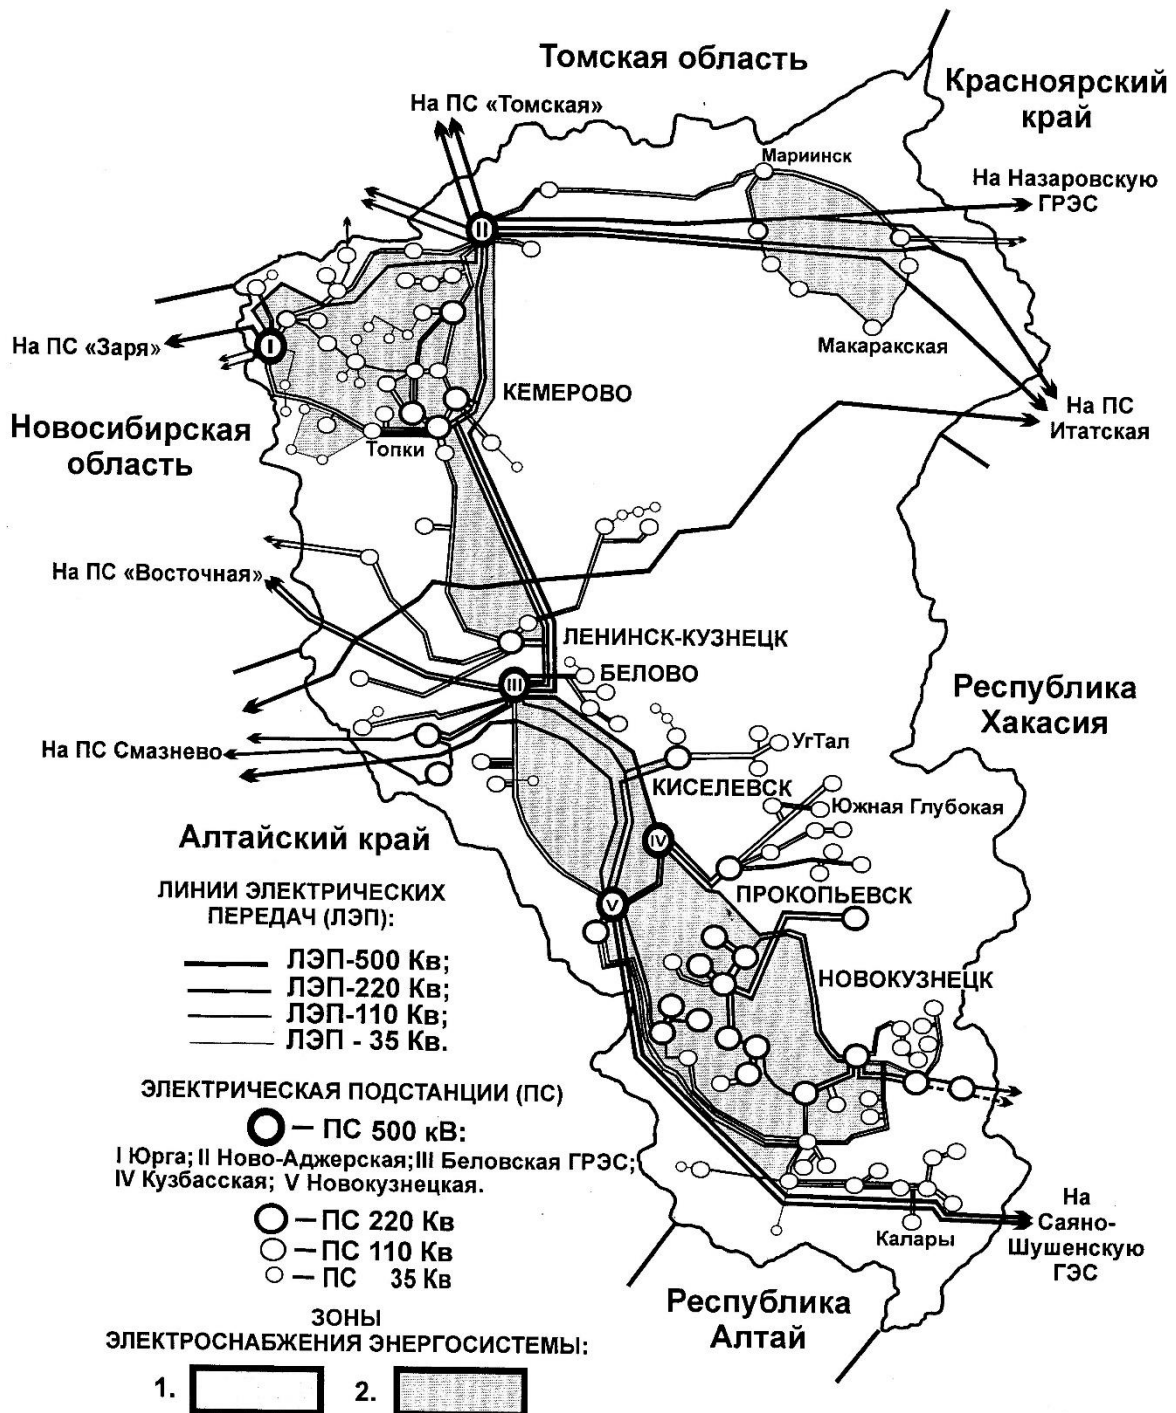 Томская область
Красноярский
край
На ПС «Томская»
Мариинск
На Назаровскую
ГРЭС
II
На ПС «Заря»
I
Макаракская
КЕМЕРОВО
На ПС
Итатская
Новосибирская
область
Топки
На ПС «Восточная»
ЛЕНИНСК-КУЗНЕЦК
БЕЛОВО
III
Республика
Хакасия
На ПС Смазнево
УгТал
КИСЕЛЕВСК
Южная Глубокая
IV
Алтайский край
ПРОКОПЬЕВСК
V
НОВОКУЗНЕЦК
ЛИНИИ ЭЛЕКТРИЧЕСКИХ
ПЕРЕДАЧ (ЛЭП):
ЛЭП-500 Кв;
ЛЭП-220 Кв;
ЛЭП-110 Кв;
ЛЭП - 35 Кв.
ЭЛЕКТРИЧЕСКАЯ ПОДСТАНЦИИ (ПС)
– ПС 500 кВ:
I Юрга; II Ново-Аджерская; III Беловская ГРЭС;
IV Кузбасская; V Новокузнецкая.
– ПС 220 Кв
– ПС 110 Кв
– ПС 35 Кв
Калары
На
Саяно-
Шушенскую
ГЭС
Республика
Алтай
ЗОНЫ
ЭЛЕКТРОСНАБЖЕНИЯ ЭНЕРГОСИСТЕМЫ:
1.
2.